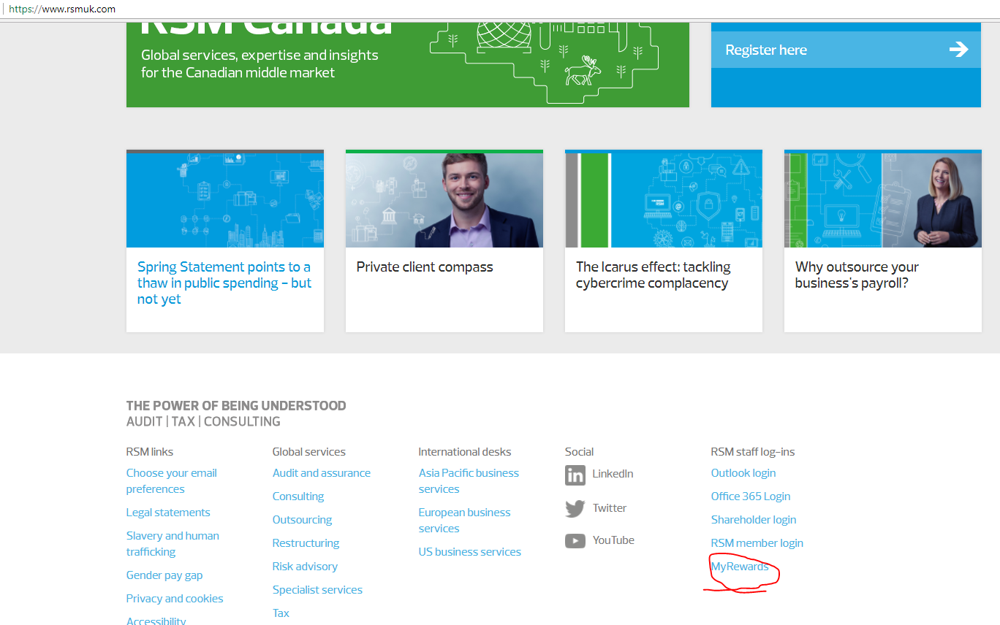 https://www.rsmuk.com
RSM Canada
Global services, expertise and insights
for the Canadian middle market
Register here
Spring Statement points to a
thaw in public spending - but
not yet
Private client compass
The Icarus effect: tackling
cybercrime complacency
Why outsource your
business's payroll?
THE POWER OF BEING UNDERSTOOD
AUDIT | TAX | CONSULTING
RSM links
Choose your email
preferences
Legal statements
Slavery and human
trafficking
Gender pay gap
Privacy and cookies
Accessibility
Global services
Audit and assurance
Consulting
Outsourcing
Restructuring
Risk advisory
Specialist services
Tax
International desks
Asia Pacific business
services
European business
services
US business services
Social
LinkedIn
Twitter
YouTube
RSM staff log-ins
Outlook login
Office 365 Login
Shareholder login
RSM member login
MyRewards